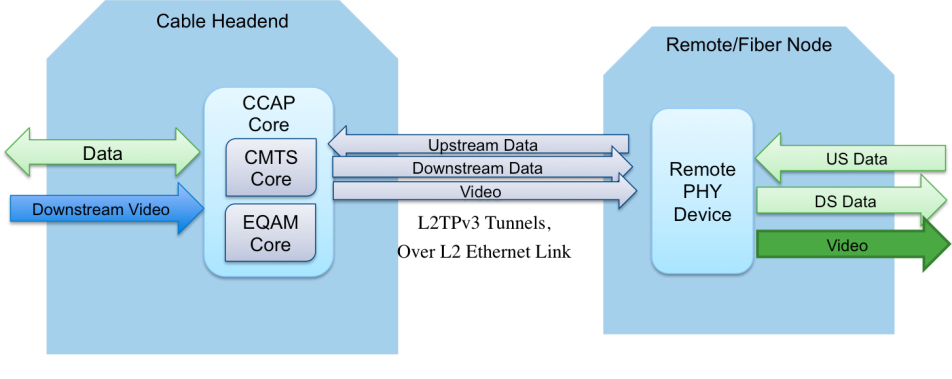 Cable Headend
Remote/Fiber Node
CCAP
Core
CMTS
Core
EQAM
Core
Data
Downstream Video
Upstream Data
Downstream Data
Video
L2TPv3 Tunnels,
Over L2 Ethernet Link
Remote
PHY
Device
US Data
DS Data
Video